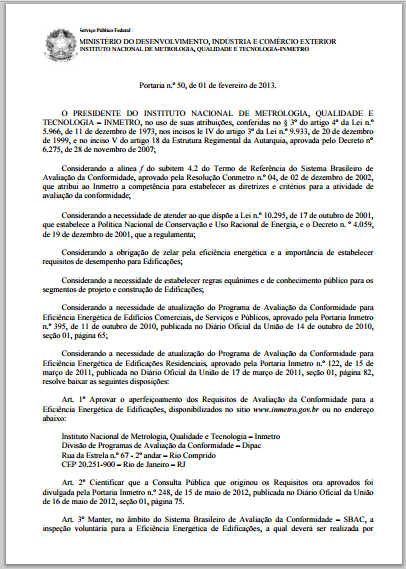 Serviço Público Federal
MINISTÉRIO DO DESENVOLVIMENTO, INDÚSTRIA E COMÉRCIO EXTERIOR
INSTITUTO NACIONAL DE METROLOGIA, QUALIDADE E TECNOLOGIA-INMETRO
Portaria n.º 50, de 01 de fevereiro de 2013.
O PRESIDENTE DO INSTITUTO NACIONAL DE METROLOGIA, QUALIDADE E
TECNOLOGIA – INMETRO, no uso de suas atribuições, conferidas no § 3º do artigo 4º da Lei n.º
5.966, de 11 de dezembro de 1973, nos incisos I e IV do artigo 3º da Lei n.º 9.933, de 20 de dezembro
de 1999, e no inciso V do artigo 18 da Estrutura Regimental da Autarquia, aprovada pelo Decreto nº
6.275, de 28 de novembro de 2007;
Considerando a alínea f do subitem 4.2 do Termo de Referência do Sistema Brasileiro de
Avaliação da Conformidade, aprovado pela Resolução Conmetro n.º 04, de 02 de dezembro de 2002,
que atribui ao Inmetro a competência para estabelecer as diretrizes e critérios para a atividade de
avaliação da conformidade;
Considerando a necessidade de atender ao que dispõe a Lei n.º 10.295, de 17 de outubro de 2001,
que estabelece a Política Nacional de Conservação e Uso Racional de Energia, e o Decreto n. º 4.059,
de 19 de dezembro de 2001, que a regulamenta;
Considerando a obrigação de zelar pela eficiência energética e a importância de estabelecer
requisitos de desempenho para Edificações;
Considerando a necessidade de estabelecer regras equânimes e de conhecimento público para os
segmentos de projeto e construção de Edificações;
Considerando a necessidade de atualização do Programa de Avaliação da Conformidade para
Eficiência Energética de Edifícios Comerciais, de Serviços e Públicos, aprovado pela Portaria Inmetro
n.º 395, de 11 de outubro de 2010, publicada no Diário Oficial da União de 14 de outubro de 2010,
seção 01, página 65;
Considerando a necessidade de atualização do Programa de Avaliação da Conformidade para
Eficiência Energética de Edificações Residenciais, aprovado pela Portaria Inmetro n.º 122, de 15 de
março de 2011, publicada no Diário Oficial da União de 17 de março de 2011, seção 01, página 82,
resolve baixar as seguintes disposições:
Art. 1º Aprovar o aperfeiçoamento dos Requisitos de Avaliação da Conformidade para a
Eficiência Energética de Edificações, disponibilizados no sitio www.inmetro.gov.br ou no endereço
abaixo:
Instituto Nacional de Metrologia, Qualidade e Tecnologia – Inmetro
Divisão de Programas de Avaliação da Conformidade – Dipac
Rua da Estrela n.º 67 - 2º andar – Rio Comprido
CEP 20.251-900 – Rio de Janeiro – RJ
Art. 2º Cientificar que a Consulta Pública que originou os Requisitos ora aprovados foi
divulgada pela Portaria Inmetro n.º 248, de 15 de maio de 2012, publicada no Diário Oficial da União
de 16 de maio de 2012, seção 01, página 75.
Art. 3º Manter, no âmbito do Sistema Brasileiro de Avaliação da Conformidade – SBAC, a
inspeção voluntária para a Eficiência Energética de Edificações, a qual deverá ser realizada por